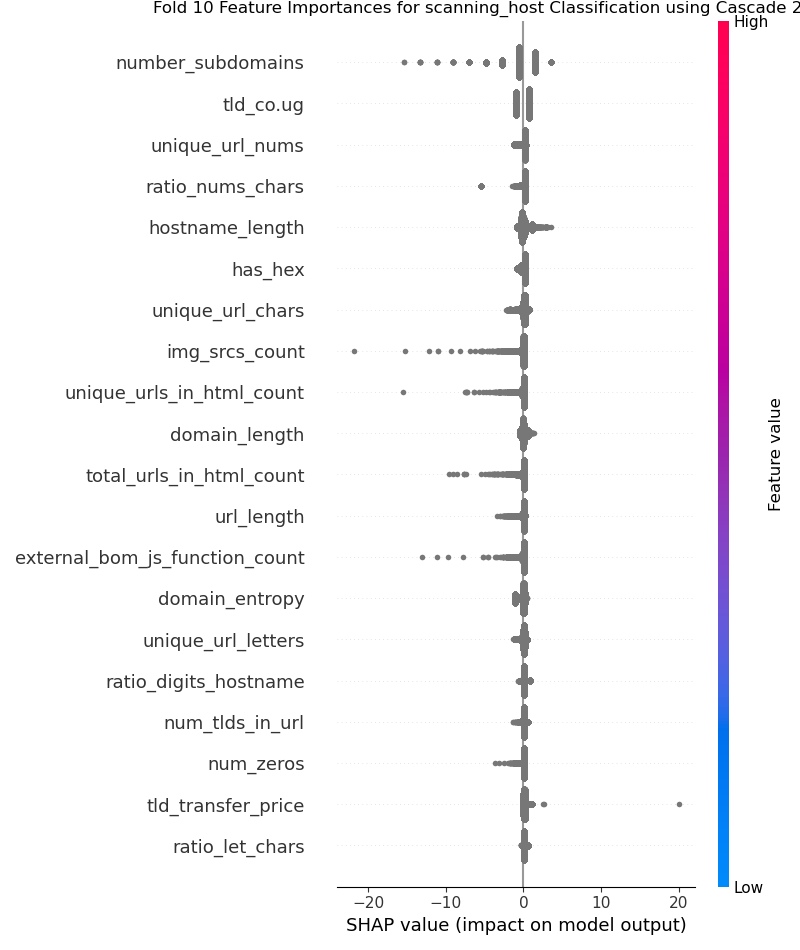 Fold 10 Feature Importances for scanning_host Classification using Cascade 2
High
number_subdomains
tld_co.ug
unique_url_nums
ratio_nums_chars
hostname_length
has_hex
unique_url_chars
img_srcs_count
unique_urls_in_html_count
domain_length
total_urls_in_html_count
url_length
external_bom_js_function_count
domain_entropy
unique_url_letters
ratio_digits_hostname
num_tlds_in_url
num_zeros
tld_transfer_price
ratio_let_chars
Feature value
Low
−20 −10 0 10 20
SHAP value (impact on model output)